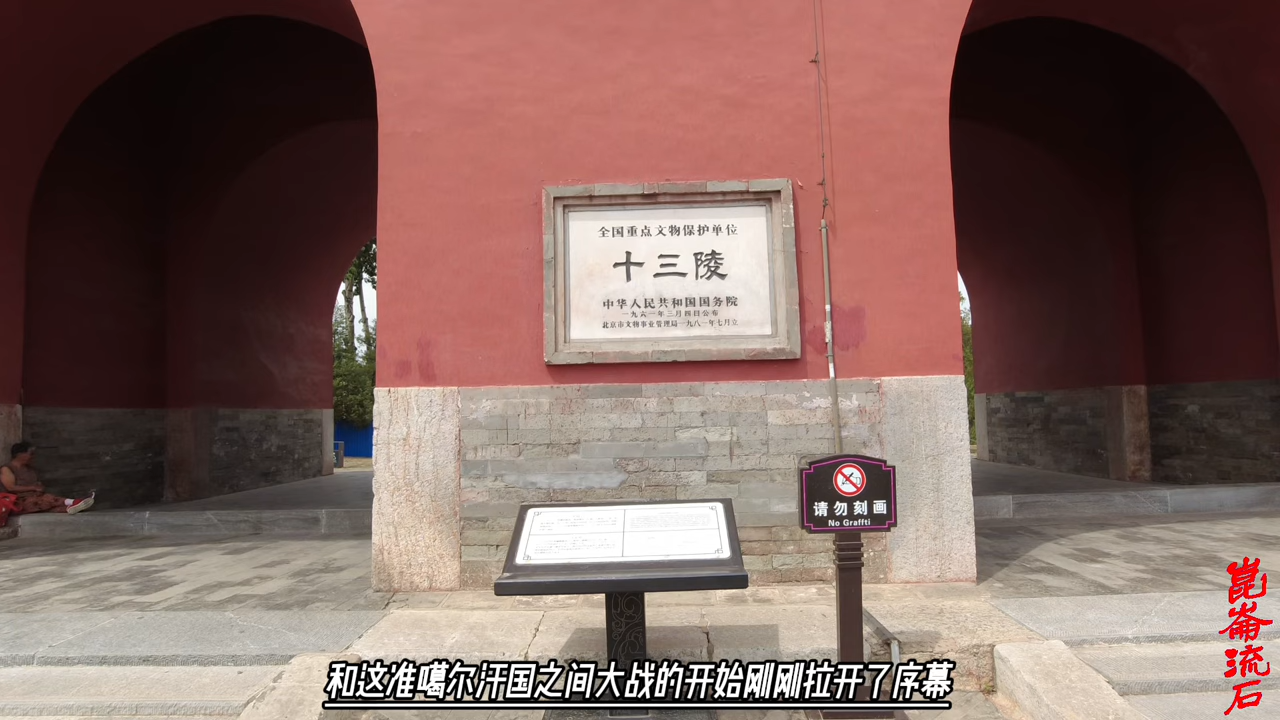 全国重点文物保护单位
十三陵
中华人民共和国国务院
一九六一年三月四日公布
北京市文物事业管理局一九八一年七月立
请勿刻画
No Graffti
和这准噶尔汗国之间大战的开始刚刚拉开了序幕
崑崙流石